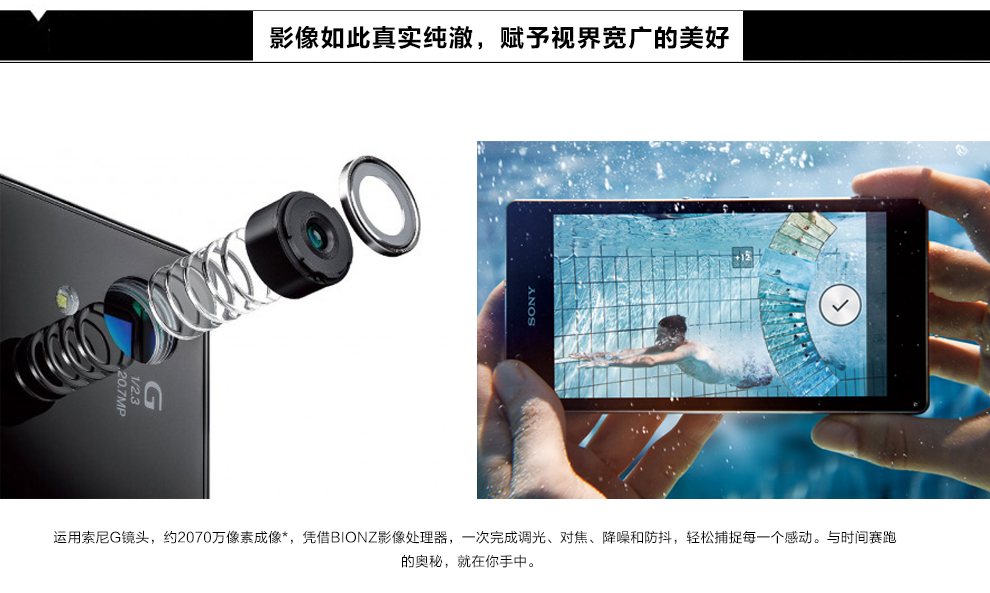 影像如此真实纯澈，赋予视界宽广的美好
G
1/2.3
20.7MP
SONY
+12
运用索尼G镜头，约2070万像素成像*，凭借BIONZ影像处理器，一次完成调光、对焦、降噪和防抖，轻松捕捉每一个感动。与时间赛跑
的奥秘，就在你手中。